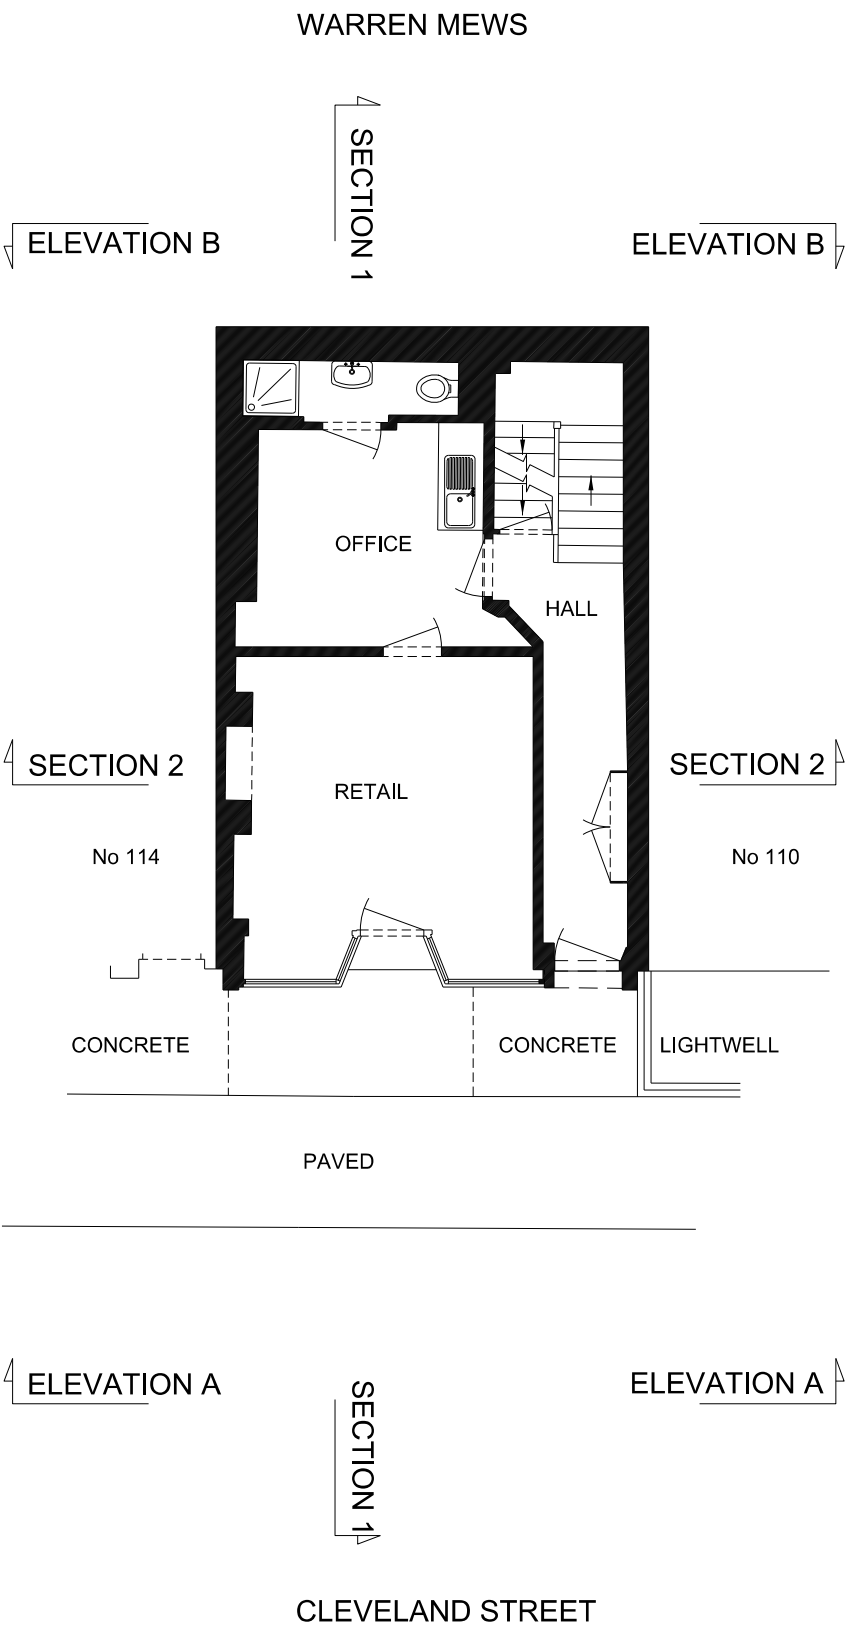 WARREN MEWS
SECTION 1
ELEVATION B
ELEVATION B
OFFICE
HALL
SECTION 2
SECTION 2
RETAIL
No 114
No 110
CONCRETE
CONCRETE
LIGHTWELL
PAVED
ELEVATION A
ELEVATION A
SECTION 1
CLEVELAND STREET